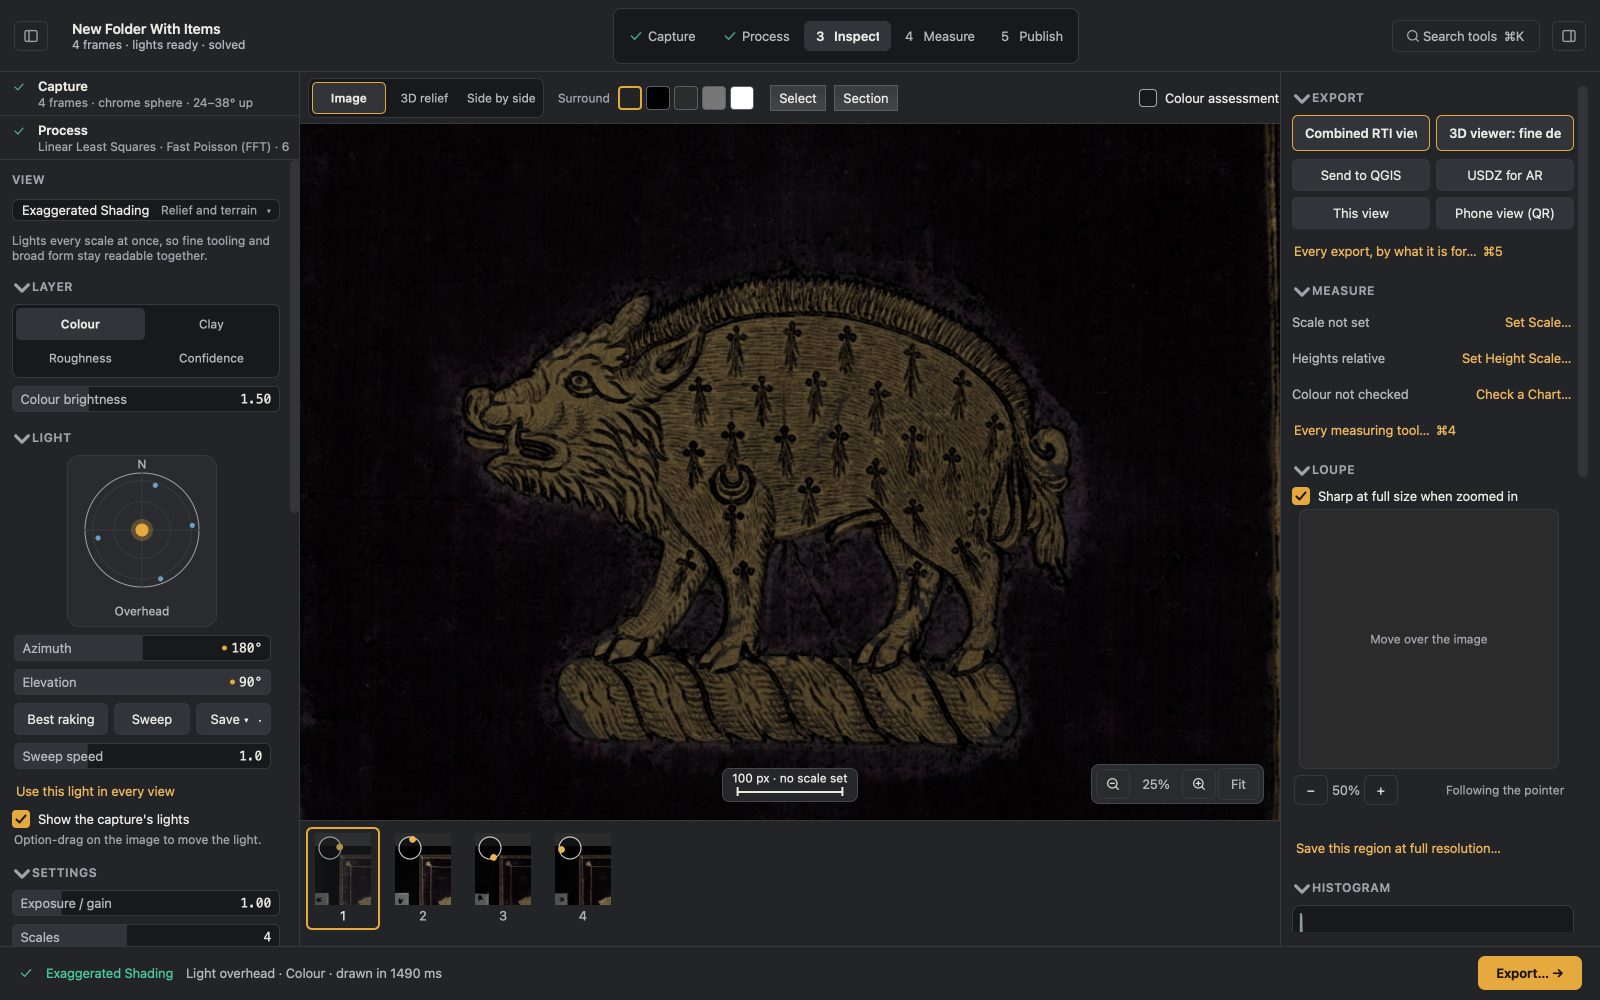 New Folder With Items
4 frames · lights ready · solved
Capture
Process
3 Inspect
4 Measure
5 Publish
Search tools ⌘K
Capture
4 frames · chrome sphere · 24–38° up
Process
Linear Least Squares · Fast Poisson (FFT) · 6
VIEW
Exaggerated Shading Relief and terrain
Lights every scale at once, so fine tooling and
broad form stay readable together.
LAYER
Colour
Clay
Roughness
Confidence
Colour brightness 1.50
LIGHT
N
Overhead
Azimuth 180°
Elevation 90°
Best raking
Sweep
Save
Sweep speed 1.0
Use this light in every view
Show the capture's lights
Option-drag on the image to move the light.
SETTINGS
Exposure / gain 1.00
Scales 4
Image
3D relief
Side by side
Surround
Select
Section
Colour assessment
100 px · no scale set
25%
Fit
1
2
3
4
EXPORT
Combined RTI view
3D viewer: fine de
Send to QGIS
USDZ for AR
This view
Phone view (QR)
Every export, by what it is for... ⌘5
MEASURE
Scale not set Set Scale...
Heights relative Set Height Scale...
Colour not checked Check a Chart...
Every measuring tool... ⌘4
LOUPE
Sharp at full size when zoomed in
Move over the image
− 50% + Following the pointer
Save this region at full resolution...
HISTOGRAM
Exaggerated Shading Light overhead · Colour · drawn in 1490 ms
Export... →